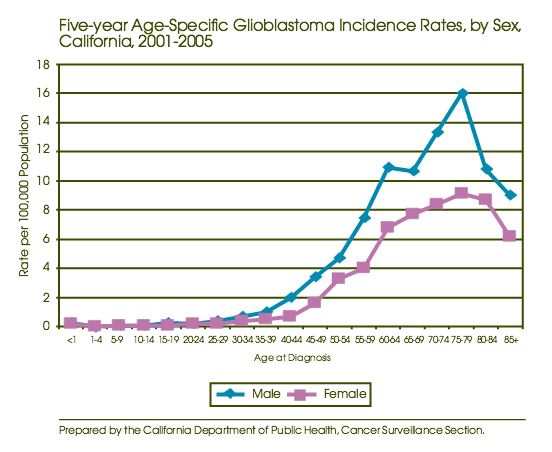 Five-year Age-Specific Glioblastoma Incidence Rates, by Sex,
California, 2001-2005
18
16
14
12
10
8
6
4
2
0
Rate per 100,000 Population
<1 1-4 5-9 10-14 15-19 20-24 25-29 30-34 35-39 40-44 45-49 50-54 55-59 60-64 65-69 70-74 75-79 80-84 85+
Age at Diagnosis
Male Female
Prepared by the California Department of Public Health, Cancer Surveillance Section.